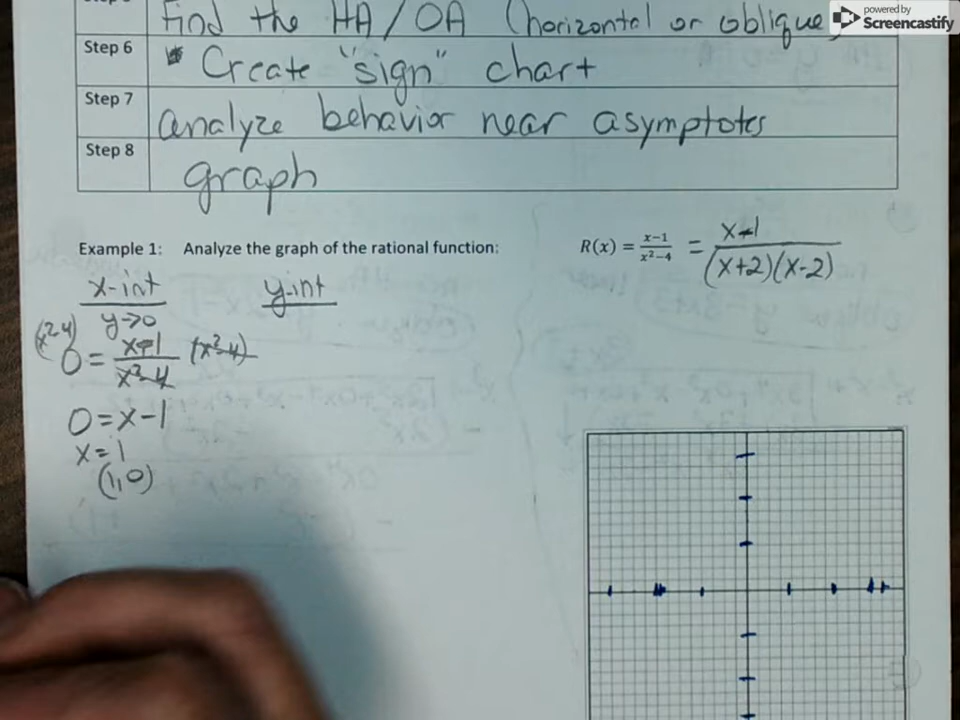 powered by
Screencastify
Find the HA/OA (horizontal or oblique)
Step 6 Create "sign" chart
Step 7 analyze behavior near asymptotes
Step 8 graph
Example 1: Analyze the graph of the rational function: R(x) = x-1/x²-4 = x-1/(x+2)(x-2)
x-int y-int
y→0
(x²-4) 0 = x-1/x²-4 (x²-4)
0 = x-1
x = 1
(1,0)